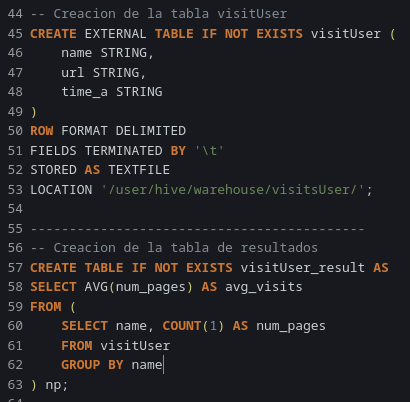 44 -- Creacion de la tabla visitUser
45 CREATE EXTERNAL TABLE IF NOT EXISTS visitUser (
46     name STRING,
47     url STRING,
48     time_a STRING
49 )
50 ROW FORMAT DELIMITED
51 FIELDS TERMINATED BY '\t'
52 STORED AS TEXTFILE
53 LOCATION '/user/hive/warehouse/visitsUser/';
54
55 -------------------------------------------
56 -- Creacion de la tabla de resultados
57 CREATE TABLE IF NOT EXISTS visitUser_result AS
58 SELECT AVG(num_pages) AS avg_visits
59 FROM (
60     SELECT name, COUNT(1) AS num_pages
61     FROM visitUser
62     GROUP BY name
63 ) np;